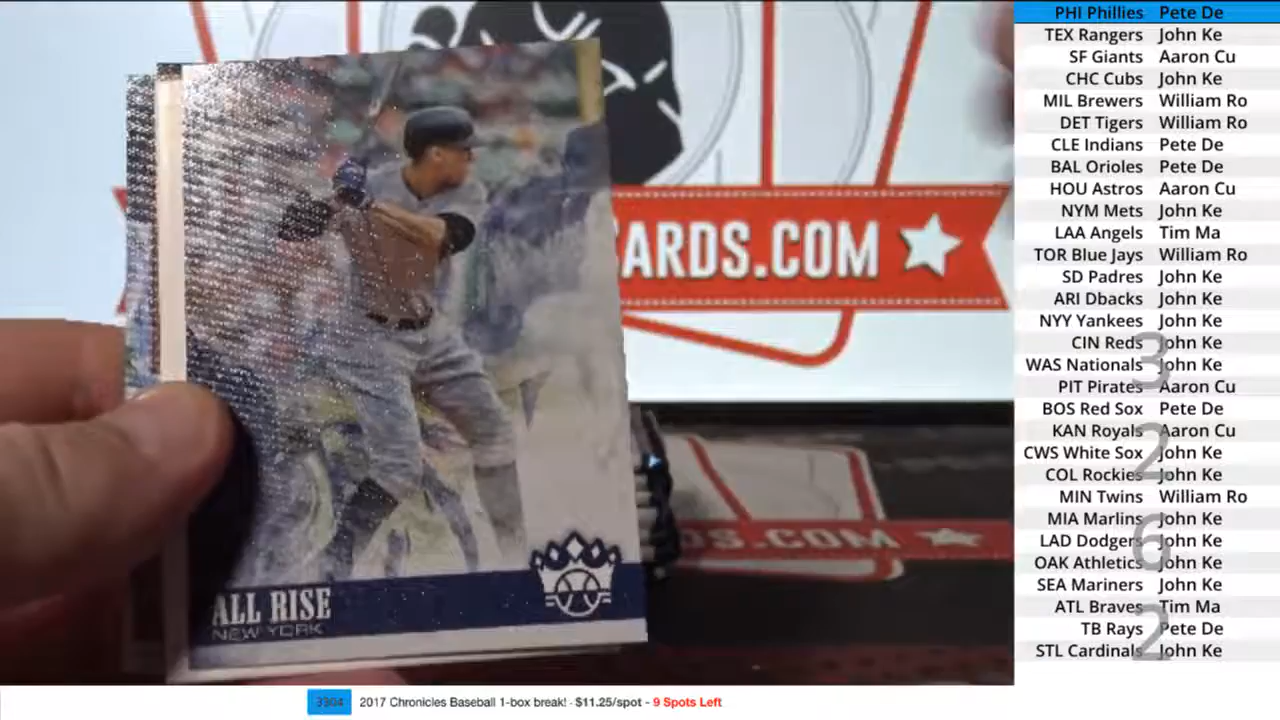 ALL RISE
NEW YORK
ARDS.COM
DS.COM
PHI Phillies Pete De
TEX Rangers John Ke
SF Giants Aaron Cu
CHC Cubs John Ke
MIL Brewers William Ro
DET Tigers William Ro
CLE Indians Pete De
BAL Orioles Pete De
HOU Astros Aaron Cu
NYM Mets John Ke
LAA Angels Tim Ma
TOR Blue Jays William Ro
SD Padres John Ke
ARI Dbacks John Ke
NYY Yankees John Ke
CIN Reds John Ke
WAS Nationals John Ke
PIT Pirates Aaron Cu
BOS Red Sox Pete De
KAN Royals Aaron Cu
CWS White Sox John Ke
COL Rockies John Ke
MIN Twins William Ro
MIA Marlins John Ke
LAD Dodgers John Ke
OAK Athletics John Ke
SEA Mariners John Ke
ATL Braves Tim Ma
TB Rays Pete De
STL Cardinals John Ke
3
2
6
2
3904 2017 Chronicles Baseball 1-box break! - $11.25/spot - 9 Spots Left